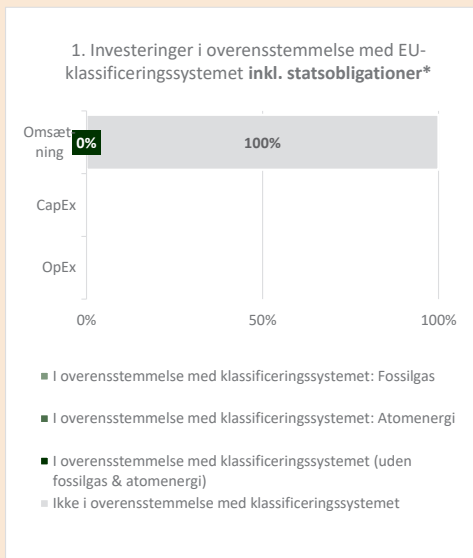 1. Investeringer i overensstemmelse med EU-
klassificeringssystemet inkl. statsobligationer*
Omsæt-
ning
0%
100%
CapEx
OpEx
0%
50%
100%
I overensstemmelse med klassificeringssystemet: Fossilgas
I overensstemmelse med klassificeringssystemet: Atomenergi
I overensstemmelse med klassificeringssystemet (uden
fossilgas & atomenergi)
Ikke i overensstemmelse med klassificeringssystemet